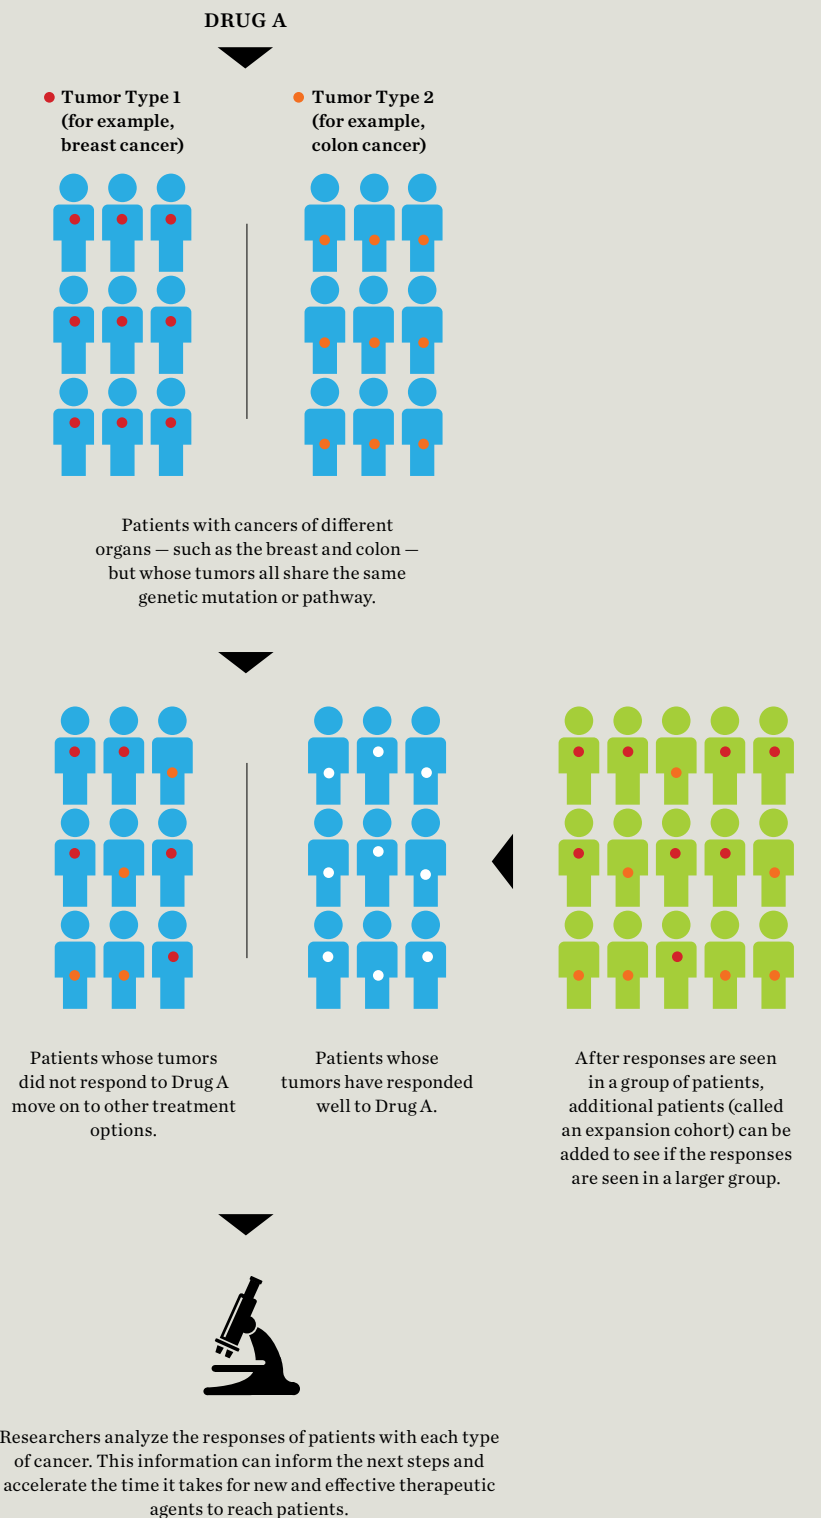 DRUG A
Tumor Type 1
(for example,
breast cancer)
Tumor Type 2
(for example,
colon cancer)
Patients with cancers of different
organs — such as the breast and colon —
but whose tumors all share the same
genetic mutation or pathway.
Patients whose tumors
did not respond to Drug A
move on to other treatment
options.
Patients whose
tumors have responded
well to Drug A.
After responses are seen
in a group of patients,
additional patients (called
an expansion cohort) can be
added to see if the responses
are seen in a larger group.
Researchers analyze the responses of patients with each type
of cancer. This information can inform the next steps and
accelerate the time it takes for new and effective therapeutic
agents to reach patients.